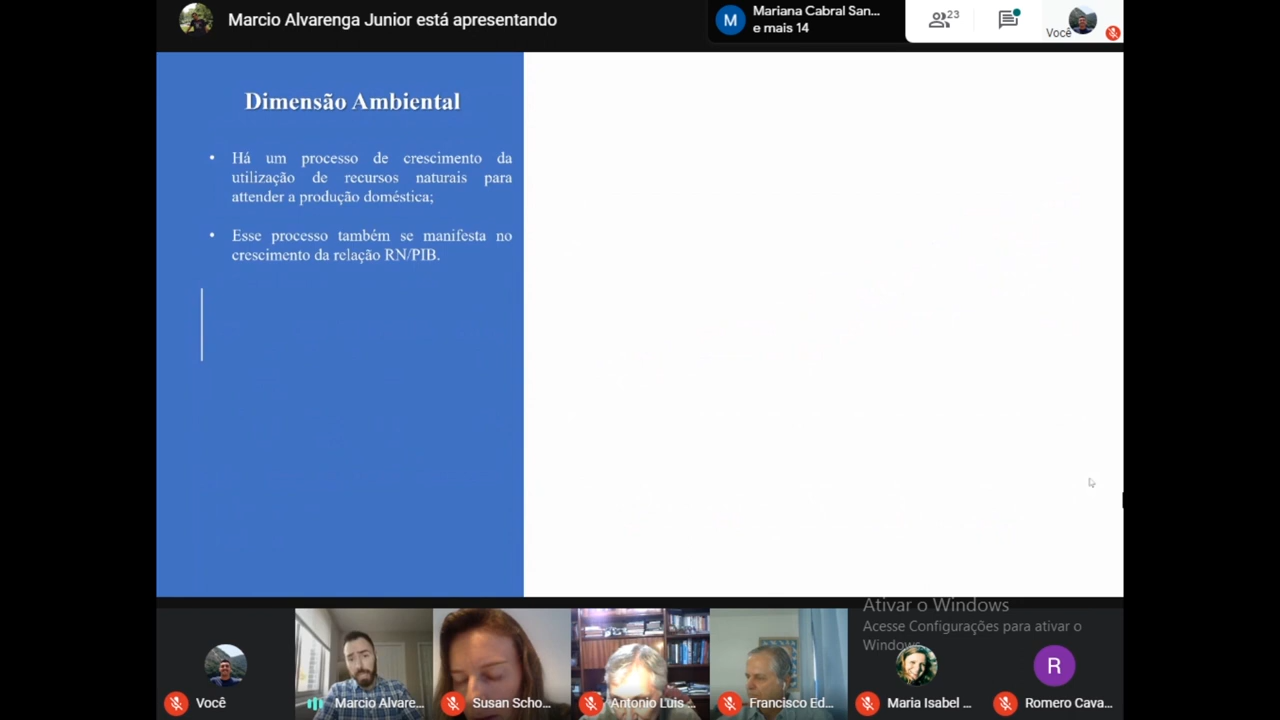 Marcio Alvarenga Junior está apresentando
M
Mariana Cabral San...
e mais 14
23
Você
Dimensão Ambiental
• Há um processo de crescimento da
utilização de recursos naturais para
attender a produção doméstica;
• Esse processo também se manifesta no
crescimento da relação RN/PIB.
Ativar o Windows
Acesse Configurações para ativar o
Windows.
R
Você
Marcio Alvare...
Susan Scho...
Antonio Luis ...
Francisco Ed...
Maria Isabel ...
Romero Cava...